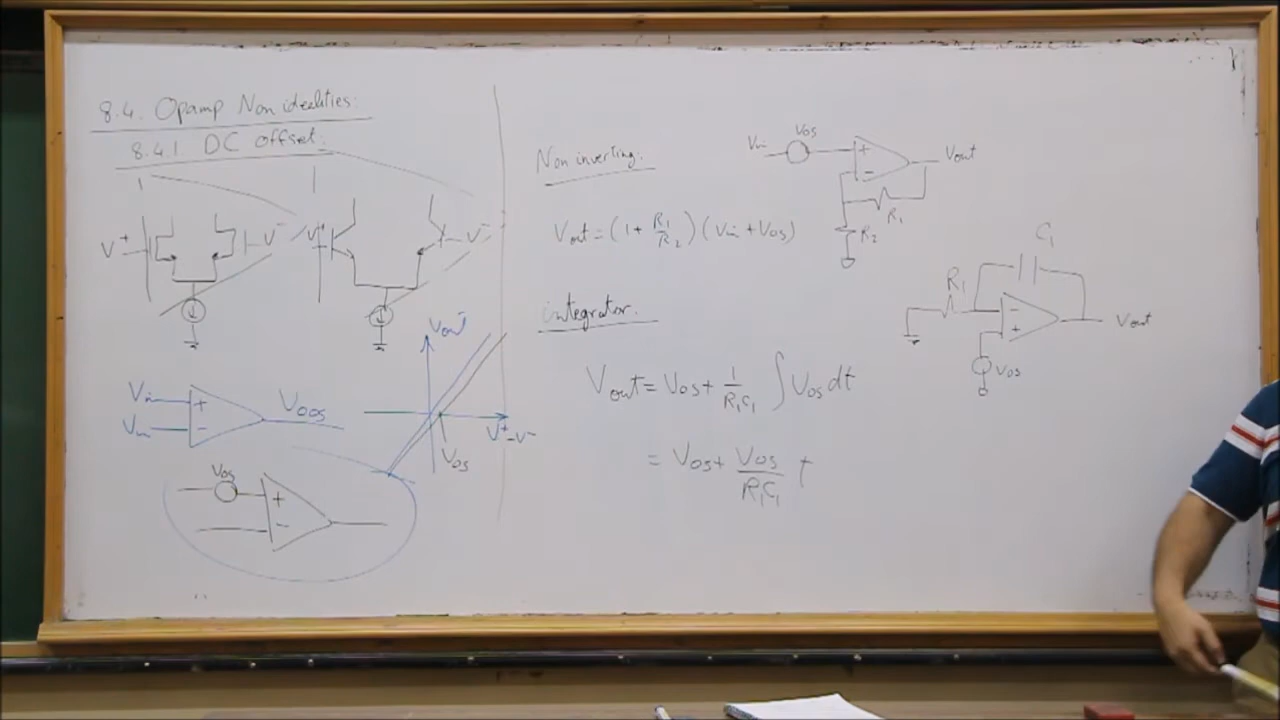 8.4. Opamp Non idealities:
8.4.1. DC offset:
V⁺ V⁻ V⁺ V⁻
Vout
V⁺-V⁻
Vos
Vin
Vin
Voos
Vos
Non inverting.
Vin Vos Vout
R1
R2
Vout = (1 + R1/R2) (Vin + Vos)
integrator.
C1
R1
Vout
Vos
Vout = Vos + 1/R1C1 ∫ Vos dt
= Vos + Vos/R1C1 t